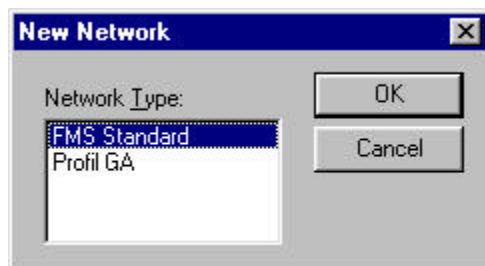 New Network
Network Type:
OK
FMS Standard
Profil GA
Cancel